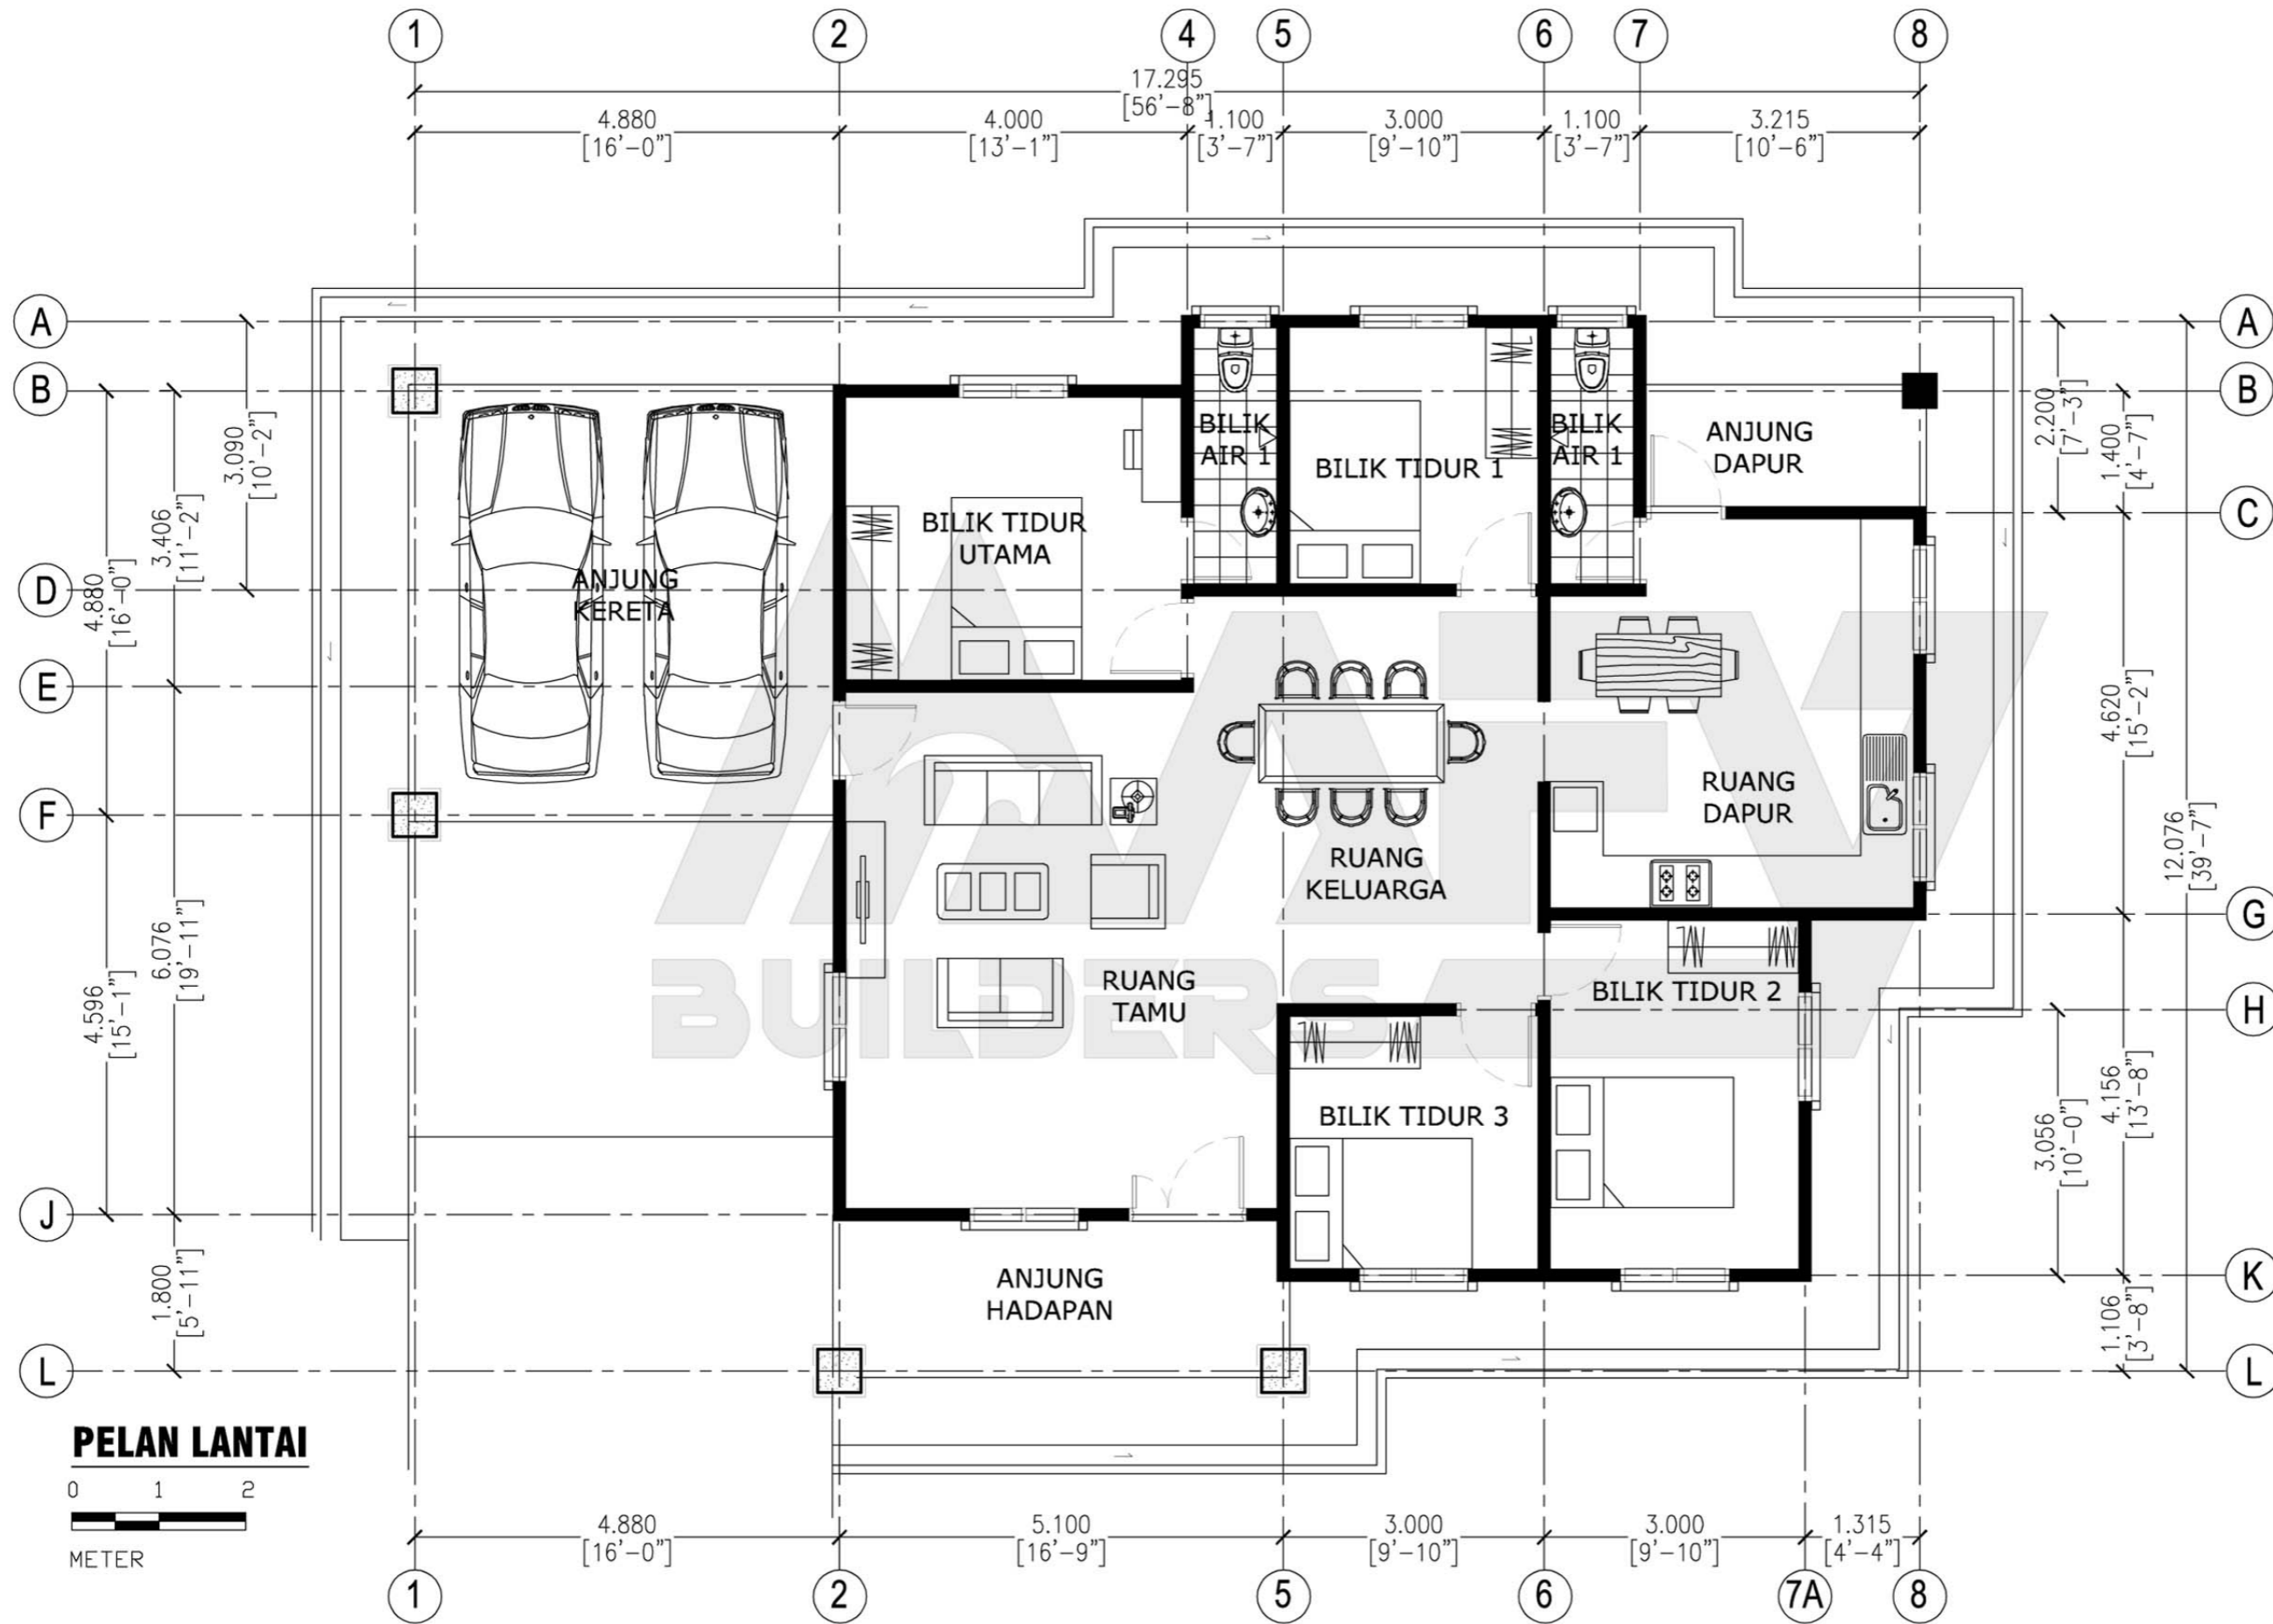 1 2 4 5 6 7 8
17.295
[56'-8"]
4.880 4.000 1.100 3.000 1.100 3.215
[16'-0"] [13'-1"] [3'-7"] [9'-10"] [3'-7"] [10'-6"]
A
B
D
E
F
J
L
3.090
[10'-2"]
3.406
[11'-2"]
4.880
[16'-0"]
6.076
[19'-11"]
4.596
[15'-1"]
1.800
[5'-11"]
ANJUNG
KERETA
BILIK TIDUR
UTAMA
BILIK
AIR 1
BILIK TIDUR 1
BILIK
AIR 1
ANJUNG
DAPUR
RUANG
DAPUR
RUANG
KELUARGA
RUANG
TAMU
BILIK TIDUR 2
BILIK TIDUR 3
ANJUNG
HADAPAN
BUILDERS
A
B
C
G
H
K
L
2.200
[7'-3"]
1.400
[4'-7"]
4.620
[15'-2"]
12.076
[39'-7"]
4.156
[13'-8"]
3.056
[10'-0"]
1.106
[3'-8"]
PELAN LANTAI
0 1 2
METER
4.880 5.100 3.000 3.000 1.315
[16'-0"] [16'-9"] [9'-10"] [9'-10"] [4'-4"]
1 2 5 6 7A 8